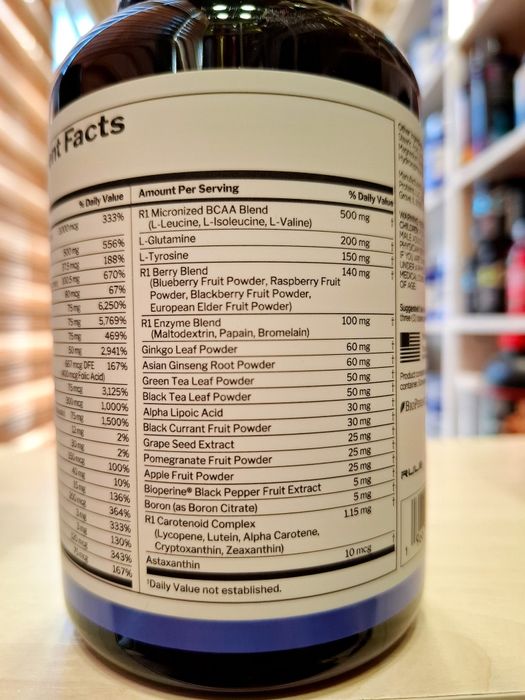 nt Facts
% Daily Value
333%
556%
188%
670%
67%
6,250%
5,769%
469%
2,941%
667 mcg DFE 167%
3,125%
1,000%
1,500%
2%
2%
100%
10%
136%
364%
333%
130%
343%
167%
Amount Per Serving % Daily Value
R1 Micronized BCAA Blend 500 mg †
(L-Leucine, L-Isoleucine, L-Valine)
L-Glutamine 200 mg †
L-Tyrosine 150 mg †
R1 Berry Blend 140 mg †
(Blueberry Fruit Powder, Raspberry Fruit
Powder, Blackberry Fruit Powder,
European Elder Fruit Powder)
R1 Enzyme Blend 100 mg †
(Maltodextrin, Papain, Bromelain)
Ginkgo Leaf Powder 60 mg †
Asian Ginseng Root Powder 60 mg †
Green Tea Leaf Powder 50 mg †
Black Tea Leaf Powder 50 mg †
Alpha Lipoic Acid 30 mg †
Black Currant Fruit Powder 30 mg †
Grape Seed Extract 25 mg †
Pomegranate Fruit Powder 25 mg †
Apple Fruit Powder 25 mg †
Bioperine® Black Pepper Fruit Extract 5 mg †
Boron (as Boron Citrate) 5 mg †
R1 Carotenoid Complex 1.15 mg †
(Lycopene, Lutein, Alpha Carotene,
Cryptoxanthin, Zeaxanthin)
Astaxanthin 10 mcg †
†Daily Value not established.